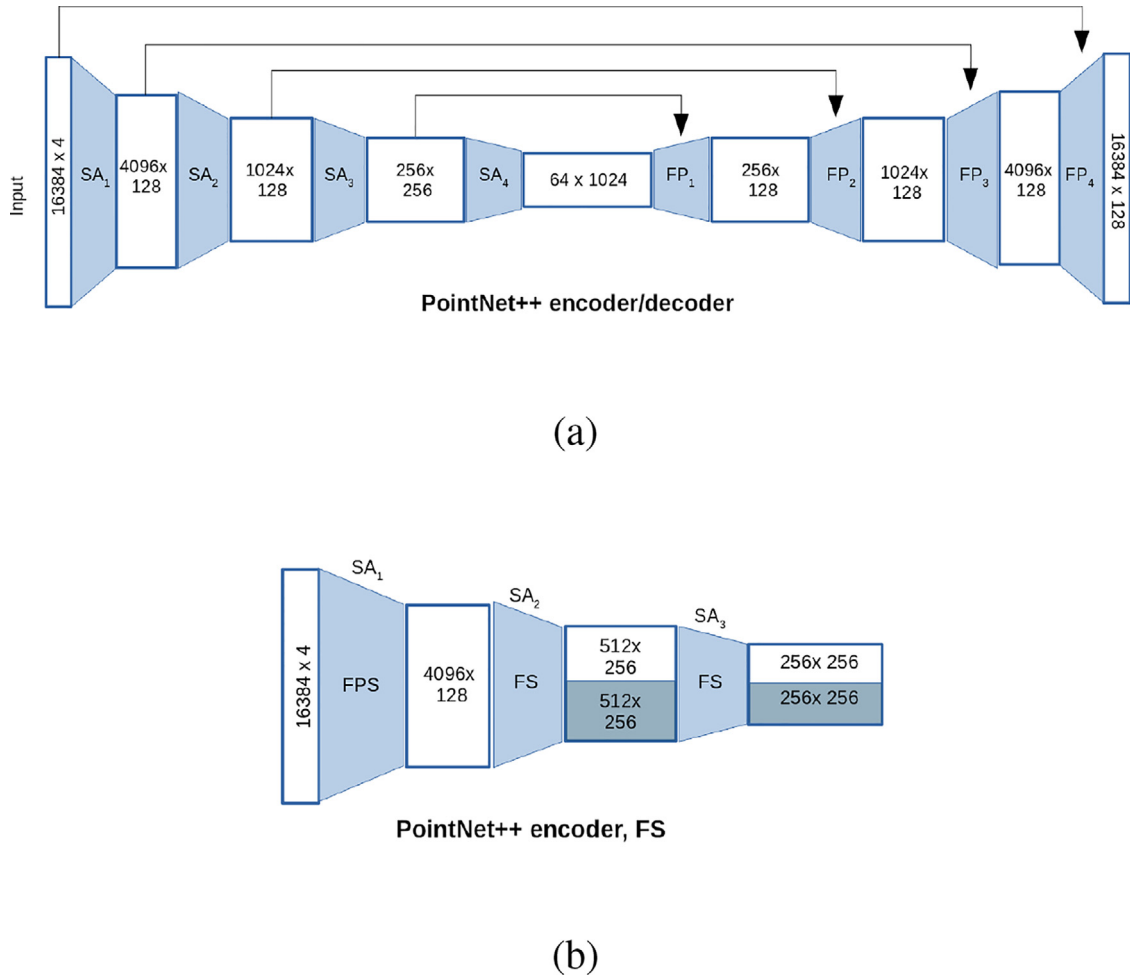 Input
16384 x 4
SA1
4096x
128
SA2
1024x
128
SA3
256x
256
SA4
64 x 1024
FP1
256x
128
FP2
1024x
128
FP3
4096x
128
FP4
16384 x 128
PointNet++ encoder/decoder
(a)
16384 x 4
SA1
FPS
4096x
128
SA2
FS
512x
256
512x
256
SA3
FS
256x 256
256x 256
PointNet++ encoder, FS
(b)